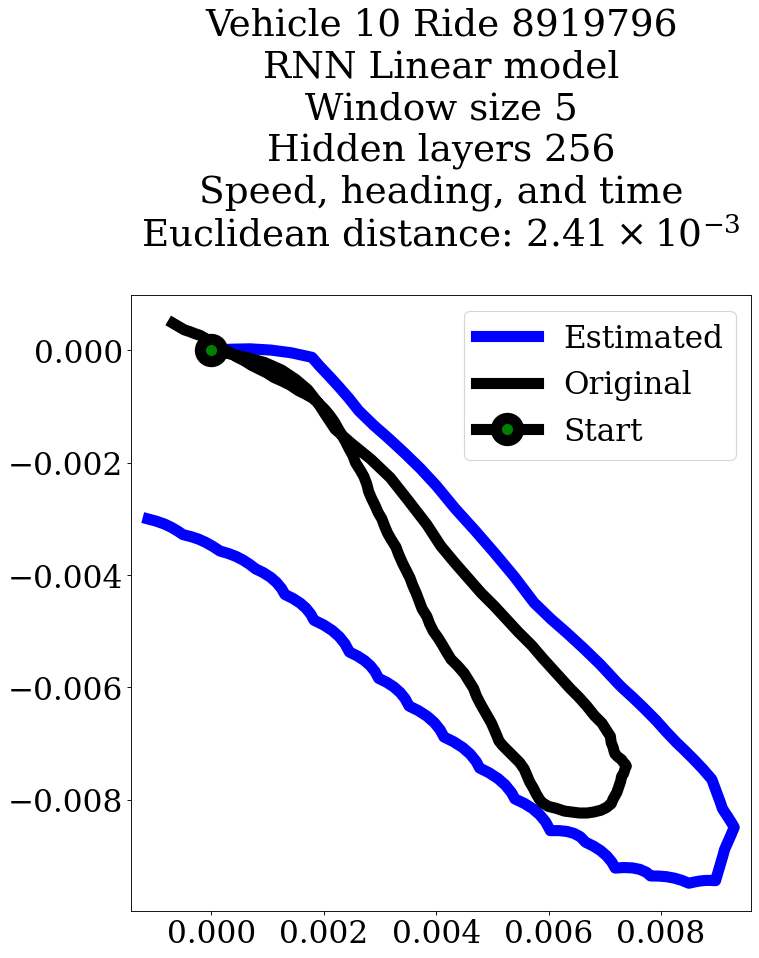 Vehicle 10 Ride 8919796
RNN Linear model
Window size 5
Hidden layers 256
Speed, heading, and time
Euclidean distance: 2.41 × 10⁻³
Estimated
Original
Start
0.000
−0.002
−0.004
−0.006
−0.008
0.000 0.002 0.004 0.006 0.008